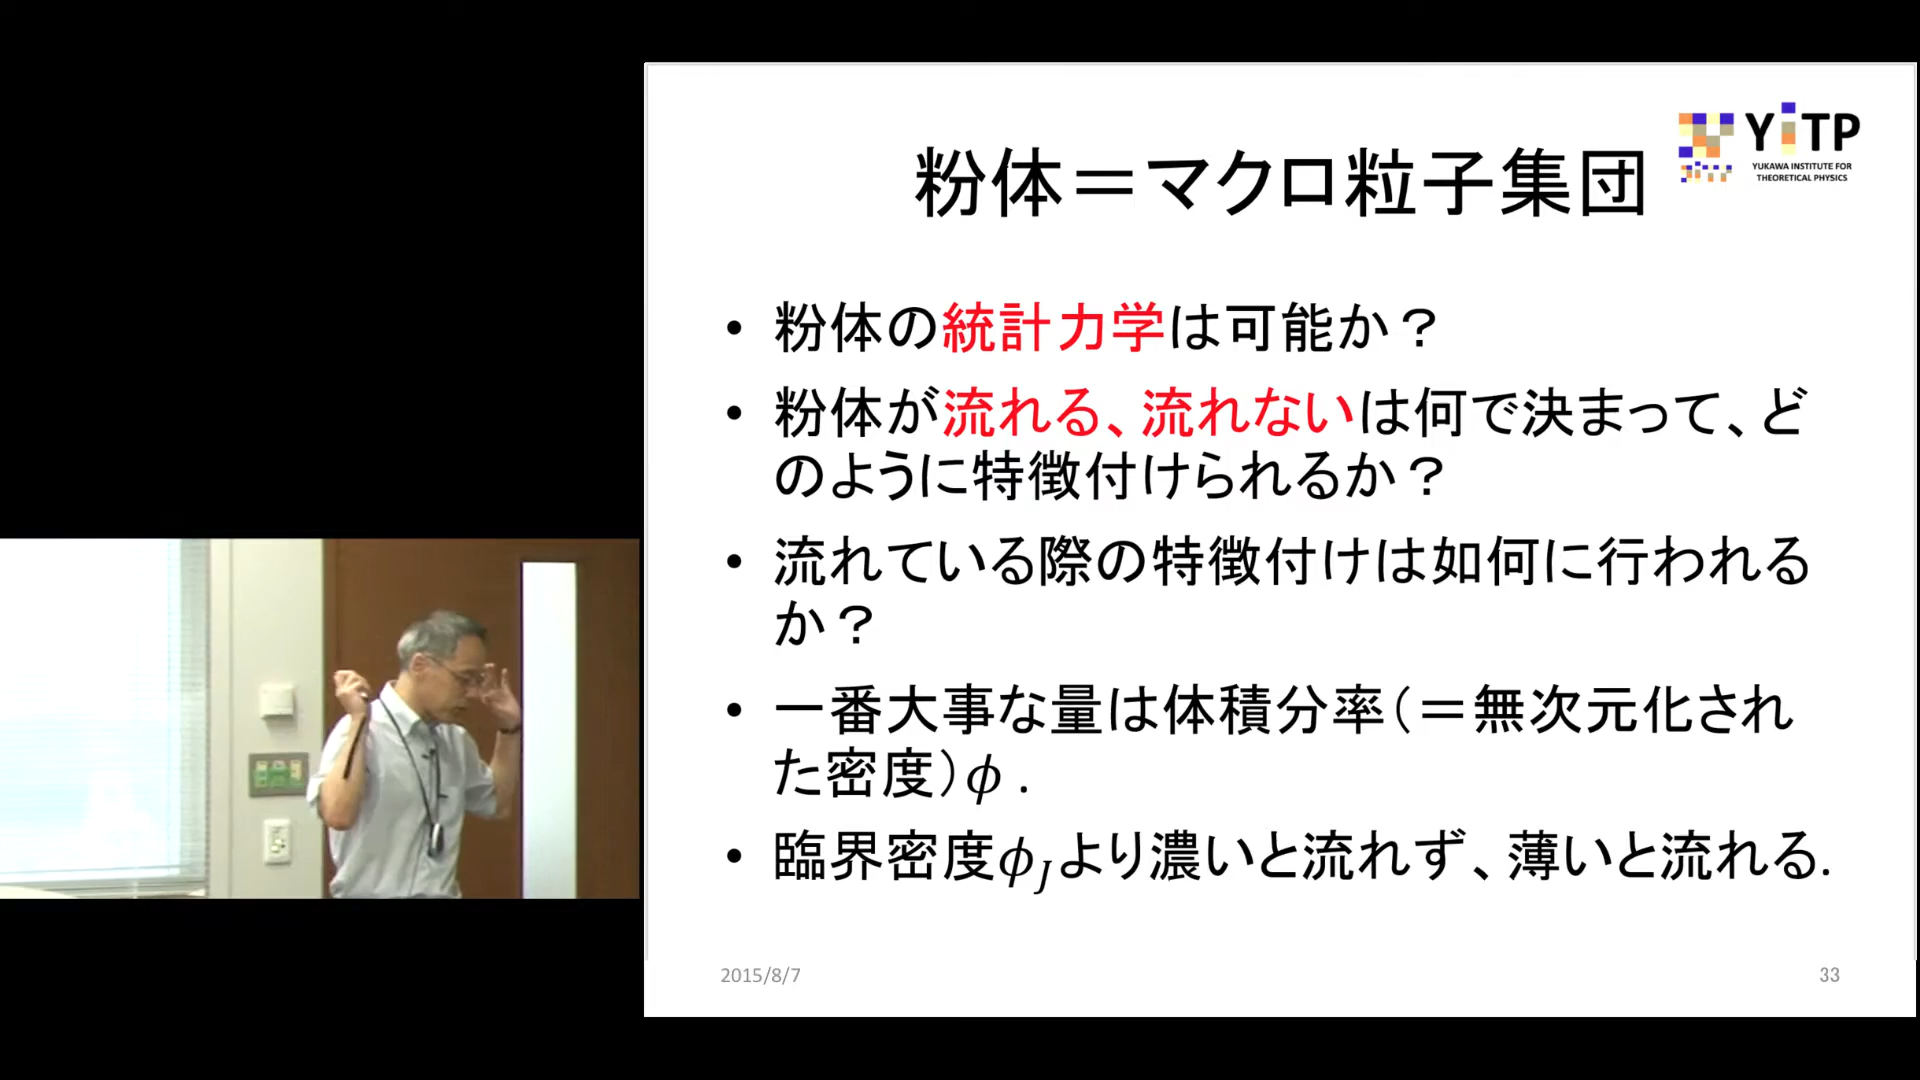 粉体＝マクロ粒子集団
YiTP
YUKAWA INSTITUTE FOR
THEORETICAL PHYSICS
• 粉体の統計力学は可能か？
• 粉体が流れる、流れないは何で決まって、ど
のように特徴付けられるか？
• 流れている際の特徴付けは如何に行われる
か？
• 一番大事な量は体積分率（＝無次元化され
た密度）ϕ .
• 臨界密度ϕJより濃いと流れず、薄いと流れる.
2015/8/7
33